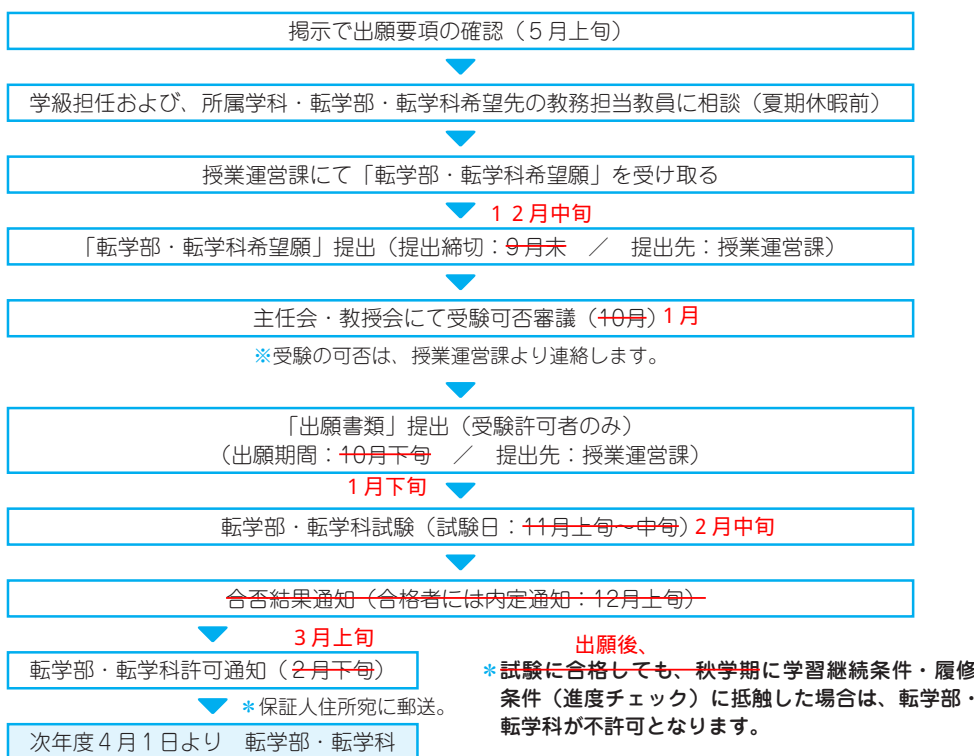 掲示で出願要項の確認（５月上旬）
学級担任および、所属学科・転学部・転学科希望先の教務担当教員に相談（夏期休暇前）
授業運営課にて「転学部・転学科希望願」を受け取る
１２月中旬
「転学部・転学科希望願」提出（提出締切：９月末　／　提出先：授業運営課）
主任会・教授会にて受験可否審議（10月）１月
※受験の可否は、授業運営課より連絡します。
「出願書類」提出（受験許可者のみ）
（出願期間：10月下旬　／　提出先：授業運営課）
１月下旬
転学部・転学科試験（試験日：11月上旬～中旬）２月中旬
合否結果通知（合格者には内定通知：12月上旬）
３月上旬
転学部・転学科許可通知（２月下旬）
＊保証人住所宛に郵送。
次年度４月１日より　転学部・転学科
出願後、
＊試験に合格しても、秋学期に学習継続条件・履修
条件（進度チェック）に抵触した場合は、転学部・
転学科が不許可となります。